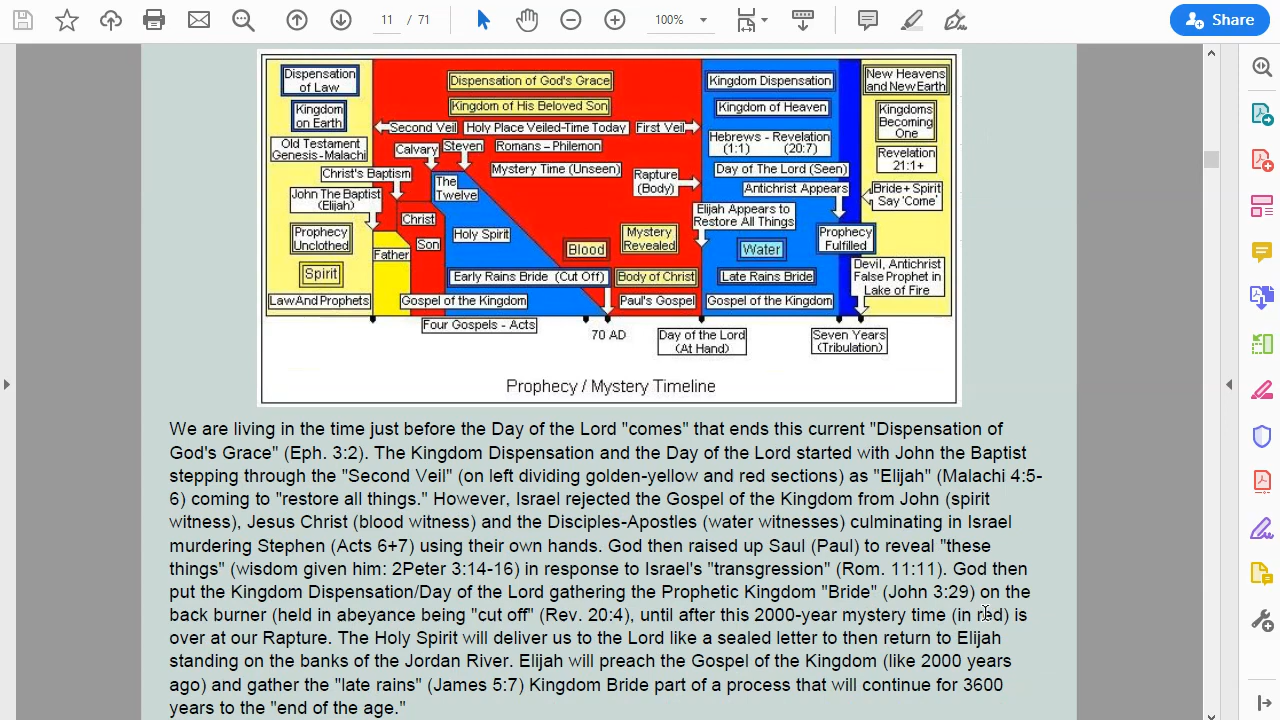 11 / 71
100%
Share
Dispensation
of Law
Dispensation of God's Grace
Kingdom Dispensation
New Heavens
and New Earth
Kingdom
on Earth
Kingdom of His Beloved Son
Kingdom of Heaven
Kingdoms
Becoming
One
Second Veil
Holy Place Veiled-Time Today
First Veil
Old Testament
Genesis-Malachi
Calvary
Steven
Romans – Philemon
Hebrews - Revelation
(1:1) (20:7)
Revelation
21:1+
Christ's Baptism
Mystery Time (Unseen)
Rapture
(Body)
Day of The Lord (Seen)
The
Twelve
Antichrist Appears
Bride + Spirit
Say 'Come'
John The Baptist
(Elijah)
Christ
Elijah Appears to
Restore All Things
Prophecy
Unclothed
Son
Holy Spirit
Mystery
Revealed
Prophecy
Fulfilled
Father
Blood
Water
Spirit
Early Rains Bride (Cut Off)
Body of Christ
Late Rains Bride
Devil, Antichrist
False Prophet in
Lake of Fire
Law And Prophets
Gospel of the Kingdom
Paul's Gospel
Gospel of the Kingdom
Four Gospels - Acts
70 AD
Day of the Lord
(At Hand)
Seven Years
(Tribulation)
Prophecy / Mystery Timeline
We are living in the time just before the Day of the Lord "comes" that ends this current "Dispensation of
God's Grace" (Eph. 3:2). The Kingdom Dispensation and the Day of the Lord started with John the Baptist
stepping through the "Second Veil" (on left dividing golden-yellow and red sections) as "Elijah" (Malachi 4:5-
6) coming to "restore all things." However, Israel rejected the Gospel of the Kingdom from John (spirit
witness), Jesus Christ (blood witness) and the Disciples-Apostles (water witnesses) culminating in Israel
murdering Stephen (Acts 6+7) using their own hands. God then raised up Saul (Paul) to reveal "these
things" (wisdom given him: 2Peter 3:14-16) in response to Israel's "transgression" (Rom. 11:11). God then
put the Kingdom Dispensation/Day of the Lord gathering the Prophetic Kingdom "Bride" (John 3:29) on the
back burner (held in abeyance being "cut off" (Rev. 20:4), until after this 2000-year mystery time (in red) is
over at our Rapture. The Holy Spirit will deliver us to the Lord like a sealed letter to then return to Elijah
standing on the banks of the Jordan River. Elijah will preach the Gospel of the Kingdom (like 2000 years
ago) and gather the "late rains" (James 5:7) Kingdom Bride part of a process that will continue for 3600
years to the "end of the age."